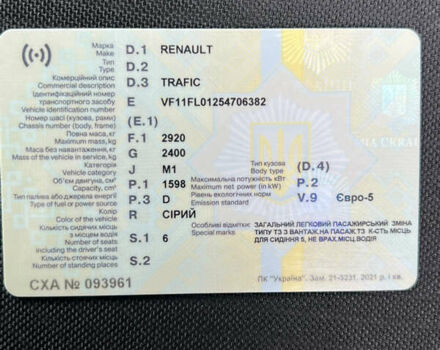 Марка
Make D.1 RENAULT
Тип
Type D.2
Комерційний опис
Commercial description D.3 TRAFIC
Ідентифікаційний номер
транспортного засобу E VF11FL01254706382
Vehicle identification number
Номер шасі (кузова, рами) (E.1)
Chassis number (body, frame)
Повна маса, кг F.1 2920
Maximum mass, kg
Маса без навантаження, кг G 2400
Mass of the vehicle in service, kg
Категорія Тип кузова
Vehicle category J M1 Body type (D.4)
Об'єм двигуна, см³ P.1 1598 Максимальна потужність кВт P.2
Capacity, cm³ Maximum net power (in kW)
Тип палива або джерела енергії P.3 D Рівень екологічних норм V.9 Євро-5
Type of fuel or power source Emission standard
Колір R СІРИЙ
Color of the vehicle
Кількість сидячих місць Особливі відмітки: ЗАГАЛЬНИЙ ЛЕГКОВИЙ ПАСАЖИРСЬКИЙ ЗМІНА
з місцем водія S.1 6 Special marks ТИПУ ТЗ З ВАНТАЖ.НА ПАСАЖ.ТЗ К-СТЬ МІСЦЬ
Number of seats ДЛЯ СИДІННЯ 5, НЕ ВРАХ.МІСЦ.ВОДІЯ
including the driver's seat
Кількість стоячих місць S.2
Number of standing places
СХА № 093961 ПК "Україна". Зам. 21-3231, 2021 р. І кв.